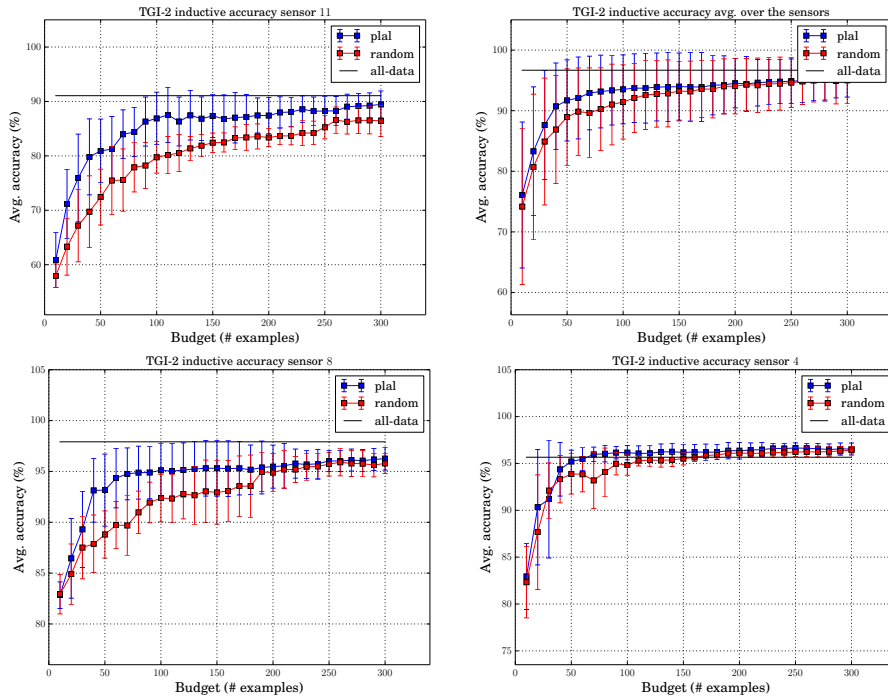 TGI-2 inductive accuracy sensor 11
105
100
90
80
70
60
Avg. accuracy (%)
0
50
100
150
200
250
300
Budget (# examples)
plal
random
all-data
TGI-2 inductive accuracy avg. over the sensors
105
100
90
80
70
60
Avg. accuracy (%)
0
50
100
150
200
250
300
Budget (# examples)
plal
random
all-data
TGI-2 inductive accuracy sensor 8
105
100
95
90
85
80
Avg. accuracy (%)
0
50
100
150
200
250
300
Budget (# examples)
plal
random
all-data
TGI-2 inductive accuracy sensor 4
105
100
95
90
85
80
75
Avg. accuracy (%)
0
50
100
150
200
250
300
Budget (# examples)
plal
random
all-data